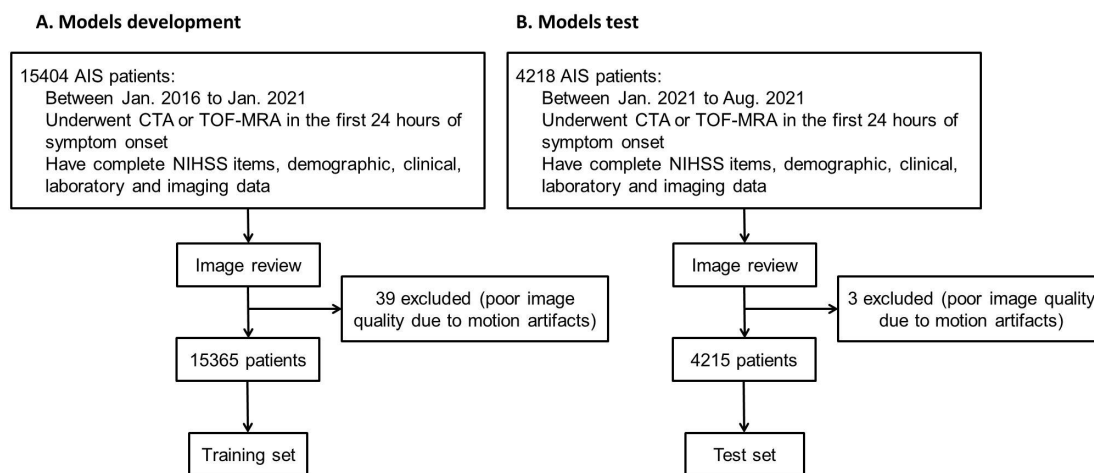 A. Models development
15404 AIS patients:
Between Jan. 2016 to Jan. 2021
Underwent CTA or TOF-MRA in the first 24 hours of
symptom onset
Have complete NIHSS items, demographic, clinical,
laboratory and imaging data
Image review
39 excluded (poor image
quality due to motion artifacts)
15365 patients
Training set
B. Models test
4218 AIS patients:
Between Jan. 2021 to Aug. 2021
Underwent CTA or TOF-MRA in the first 24 hours of
symptom onset
Have complete NIHSS items, demographic, clinical,
laboratory and imaging data
Image review
3 excluded (poor image quality
due to motion artifacts)
4215 patients
Test set